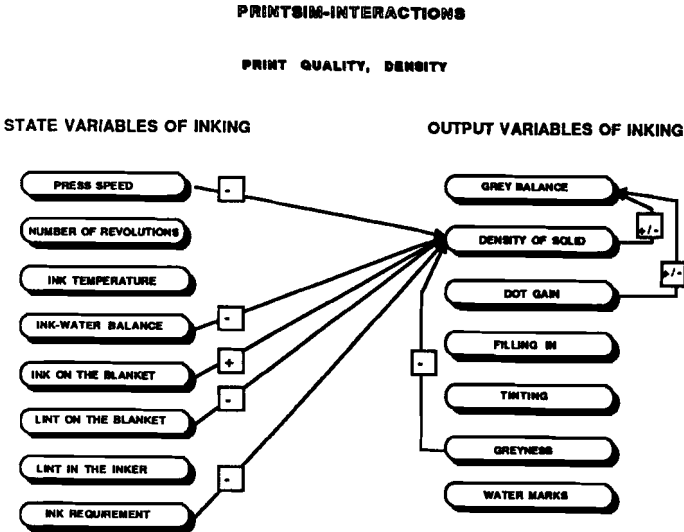 PRINTSIM-INTERACTIONS
PRINT QUALITY, DENSITY
STATE VARIABLES OF INKING
OUTPUT VARIABLES OF INKING
PRESS SPEED
-
GREY BALANCE
NUMBER OF REVOLUTIONS
DENSITY OF SOLID
+/-
INK TEMPERATURE
DOT GAIN
+/-
INK-WATER BALANCE
-
FILLING IN
INK ON THE BLANKET
+
-
LINT ON THE BLANKET
-
TINTING
LINT IN THE INKER
-
GREYNESS
INK REQUIREMENT
WATER MARKS